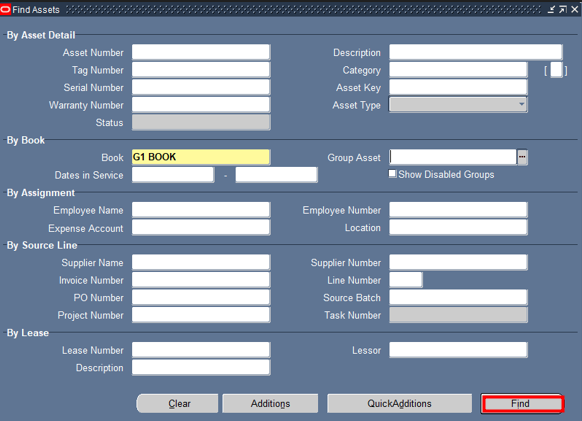 Find Assets
By Asset Detail
Asset Number Description
Tag Number Category [ ]
Serial Number Asset Key
Warranty Number Asset Type
Status
By Book
Book G1 BOOK Group Asset ...
Dates in Service - Show Disabled Groups
By Assignment
Employee Name Employee Number
Expense Account Location
By Source Line
Supplier Name Supplier Number
Invoice Number Line Number
PO Number Source Batch
Project Number Task Number
By Lease
Lease Number Lessor
Description
Clear Additions QuickAdditions Find